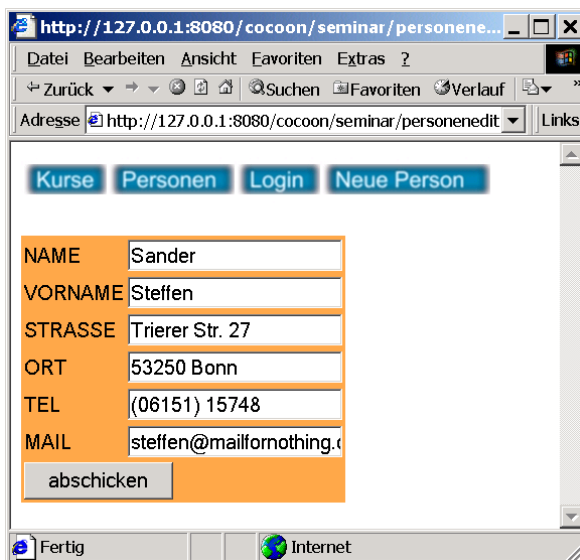 http://127.0.0.1:8080/cocoon/seminar/personene...
Datei Bearbeiten Ansicht Favoriten Extras ?
Zurück Suchen Favoriten Verlauf »
Adresse http://127.0.0.1:8080/cocoon/seminar/personenedit Links
Kurse Personen Login Neue Person
NAME Sander
VORNAME Steffen
STRASSE Trierer Str. 27
ORT 53250 Bonn
TEL (06151) 15748
MAIL steffen@mailfornothing.
abschicken
Fertig Internet